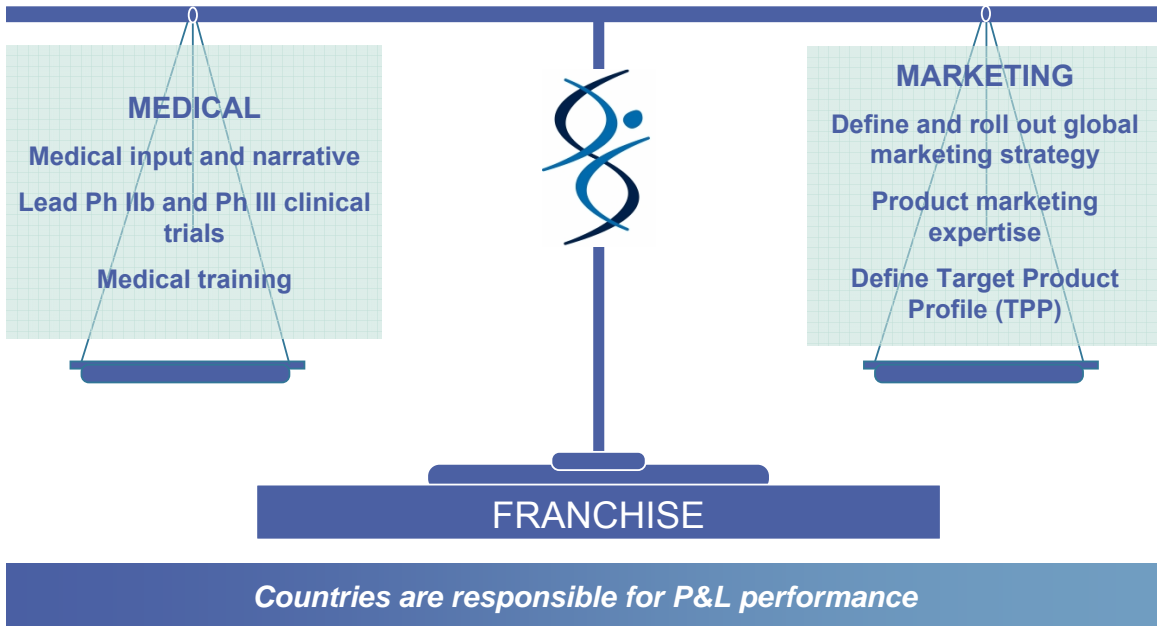 MEDICAL
Medical input and narrative
Lead Ph IIb and Ph III clinical
trials
Medical training
MARKETING
Define and roll out global
marketing strategy
Product marketing
expertise
Define Target Product
Profile (TPP)
FRANCHISE
Countries are responsible for P&L performance